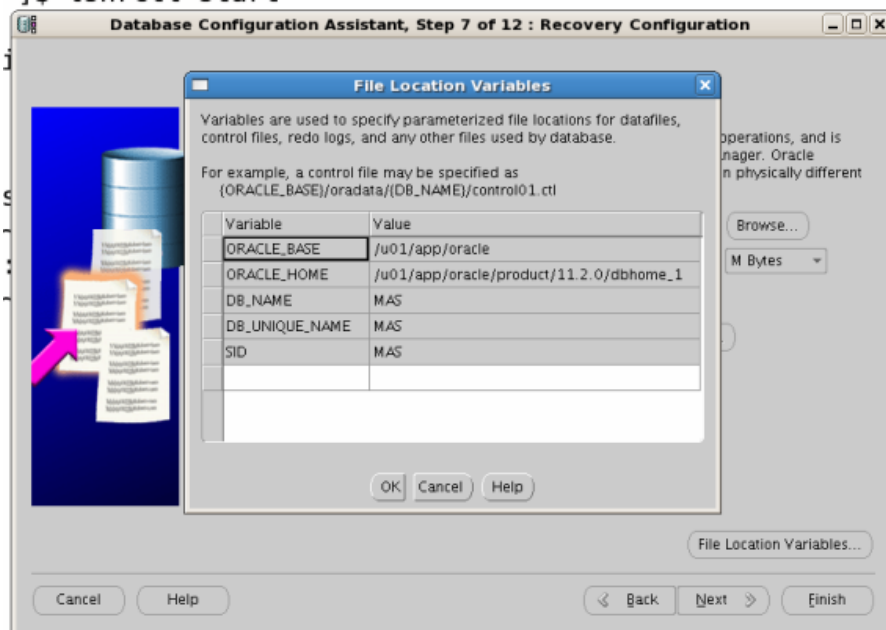 ]$ lsnrctl start
Database Configuration Assistant, Step 7 of 12 : Recovery Configuration
File Location Variables
Variables are used to specify parameterized file locations for datafiles,
control files, redo logs, and any other files used by database.
operations, and is
nager. Oracle
n physically different
For example, a control file may be specified as
{ORACLE_BASE}/oradata/{DB_NAME}/control01.ctl
Variable Value
ORACLE_BASE /u01/app/oracle
ORACLE_HOME /u01/app/oracle/product/11.2.0/dbhome_1
DB_NAME MAS
DB_UNIQUE_NAME MAS
SID MAS
Browse...
M Bytes
OK Cancel Help
File Location Variables...
Cancel Help Back Next Finish